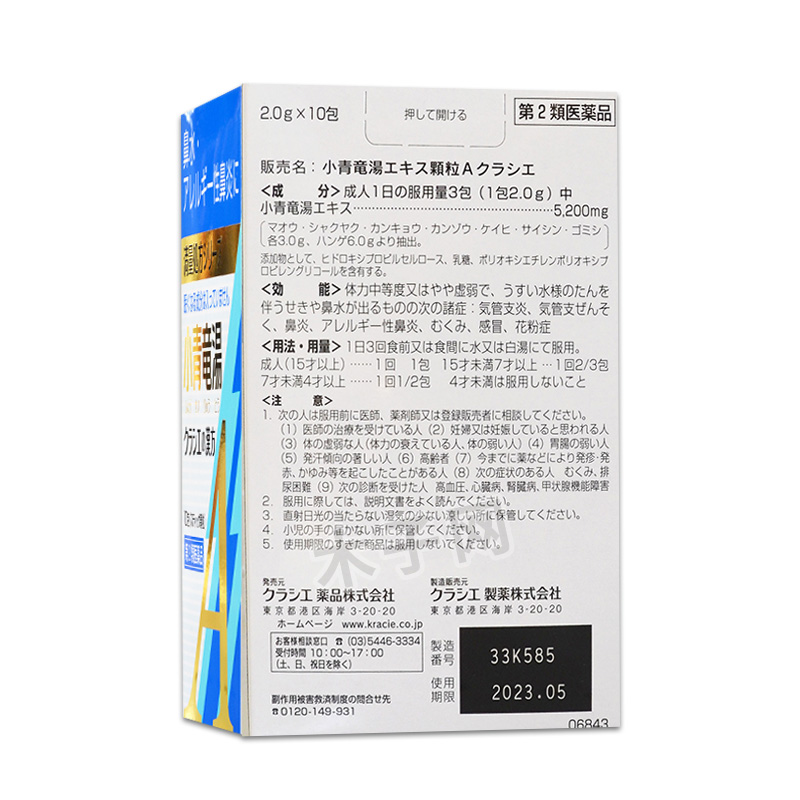 鼻水・
アレルギー性鼻炎に
満量処方シリーズ
眠くなる成分は入っていません
小青竜湯
クラシエの漢方
第2類医薬品
A
2.0g×10包
押して開ける
第2類医薬品
販売名：小青竜湯エキス顆粒Aクラシエ
<成　分>成人1日の服用量3包（1包2.0g）中
小青竜湯エキス……………………………5,200mg
マオウ・シャクヤク・カンキョウ・カンゾウ・ケイヒ・サイシン・ゴミシ
各3.0g、ハンゲ6.0gより抽出。
添加物として、ヒドロキシプロピルセルロース、乳糖、ポリオキシエチレンポリオキシプ
ロピレングリコールを含有する。
<効　能>体力中等度又はやや虚弱で、うすい水様のたんを
伴うせきや鼻水が出るものの次の諸症：気管支炎、気管支ぜんそ
く、鼻炎、アレルギー性鼻炎、むくみ、感冒、花粉症
<用法・用量>1日3回食前又は食間に水又は白湯にて服用。
成人（15才以上）……1回　1包　15才未満7才以上…1回2/3包
7才未満4才以上……1回1/2包　4才未満は服用しないこと
<注　意>
1．次の人は服用前に医師、薬剤師又は登録販売者に相談してください。
（1）医師の治療を受けている人（2）妊婦又は妊娠していると思われる人
（3）体の虚弱な人（体力の衰えている人、体の弱い人）（4）胃腸の弱い人
（5）発汗傾向の著しい人（6）高齢者（7）今までに薬などにより発疹・発
赤、かゆみ等を起こしたことがある人（8）次の症状のある人　むくみ、排
尿困難（9）次の診断を受けた人　高血圧、心臓病、腎臓病、甲状腺機能障害
2．服用に際しては、説明文書をよく読んでください。
3．直射日光の当たらない湿気の少ない涼しい所に保管してください。
4．小児の手の届かない所に保管してください。
5．使用期限のすぎた商品は服用しないでください。
発売元
クラシエ 薬品株式会社
東京都港区海岸 3-20-20
ホームページ　www.kracie.co.jp
製造販売元
クラシエ 製薬株式会社
東京都港区海岸 3-20-20
お客様相談窓口 ☎（03）5446-3334
受付時間 10：00〜17：00
（土、日、祝日を除く）
副作用被害救済制度の問合せ先
☎0120-149-931
製造番号 33K585
使用期限 2023.05
06843